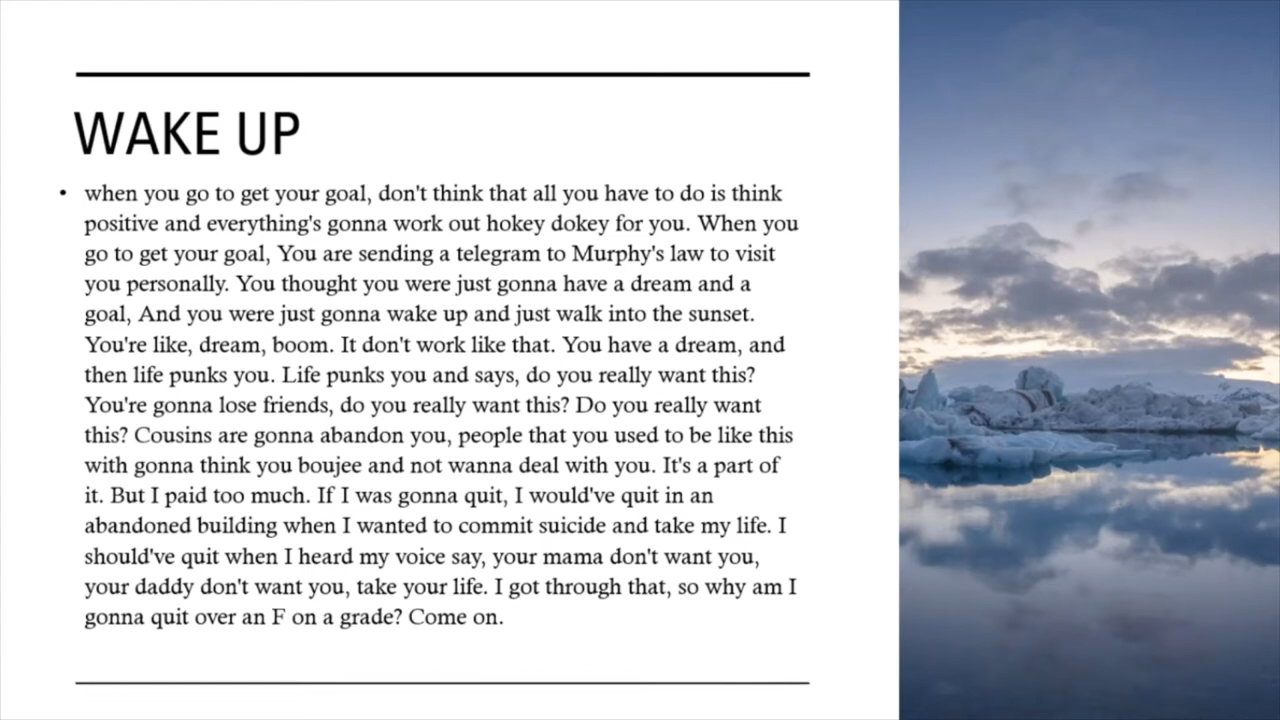 WAKE UP
• when you go to get your goal, don't think that all you have to do is think
positive and everything's gonna work out hokey dokey for you. When you
go to get your goal, You are sending a telegram to Murphy's law to visit
you personally. You thought you were just gonna have a dream and a
goal, And you were just gonna wake up and just walk into the sunset.
You're like, dream, boom. It don't work like that. You have a dream, and
then life punks you. Life punks you and says, do you really want this?
You're gonna lose friends, do you really want this? Do you really want
this? Cousins are gonna abandon you, people that you used to be like this
with gonna think you boujee and not wanna deal with you. It's a part of
it. But I paid too much. If I was gonna quit, I would've quit in an
abandoned building when I wanted to commit suicide and take my life. I
should've quit when I heard my voice say, your mama don't want you,
your daddy don't want you, take your life. I got through that, so why am I
gonna quit over an F on a grade? Come on.